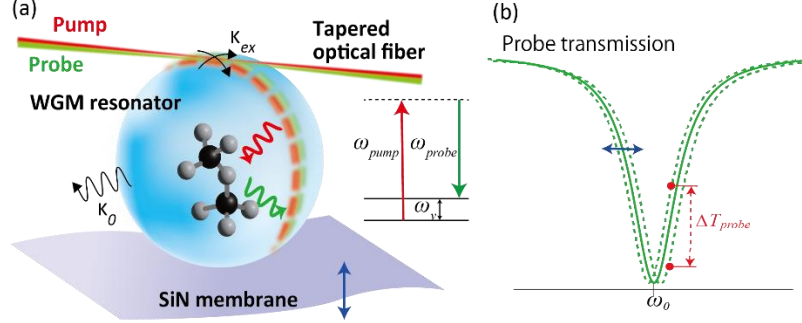 (a)
Pump
Probe
κex
Tapered
optical fiber
WGM resonator
κ0
SiN membrane
ωpump
ωprobe
ωv
(b)
Probe transmission
ΔTprobe
ω0